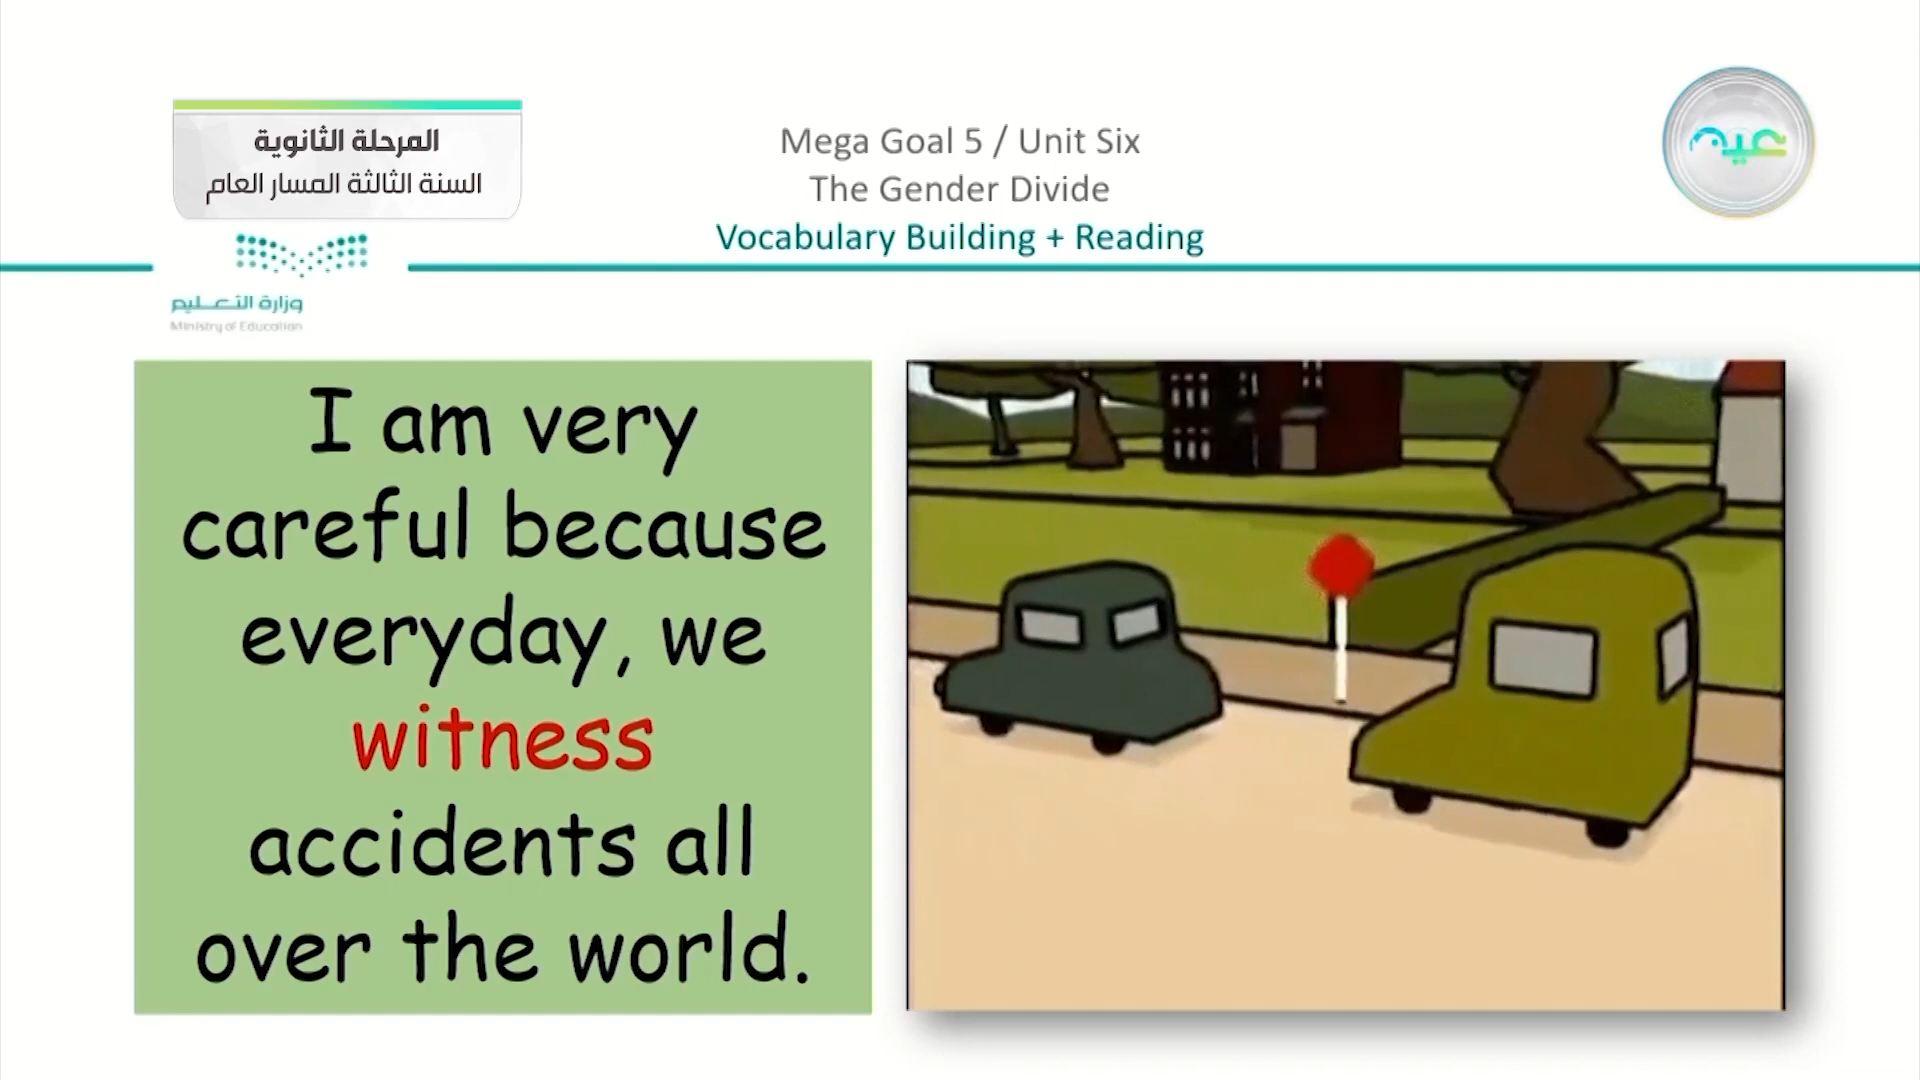 المرحلة الثانوية
السنة الثالثة المسار العام
Mega Goal 5 / Unit Six
The Gender Divide
Vocabulary Building + Reading
عين
وزارة التعليم
Ministry of Education
I am very
careful because
everyday, we
witness
accidents all
over the world.